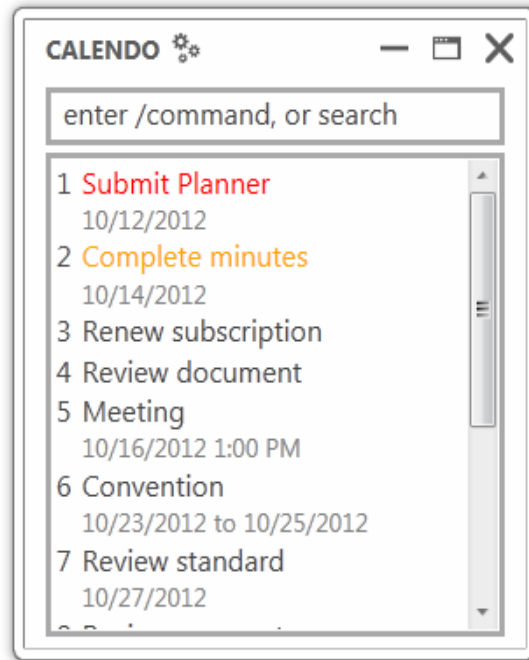 CALENDO
enter /command, or search
1 Submit Planner
10/12/2012
2 Complete minutes
10/14/2012
3 Renew subscription
4 Review document
5 Meeting
10/16/2012 1:00 PM
6 Convention
10/23/2012 to 10/25/2012
7 Review standard
10/27/2012